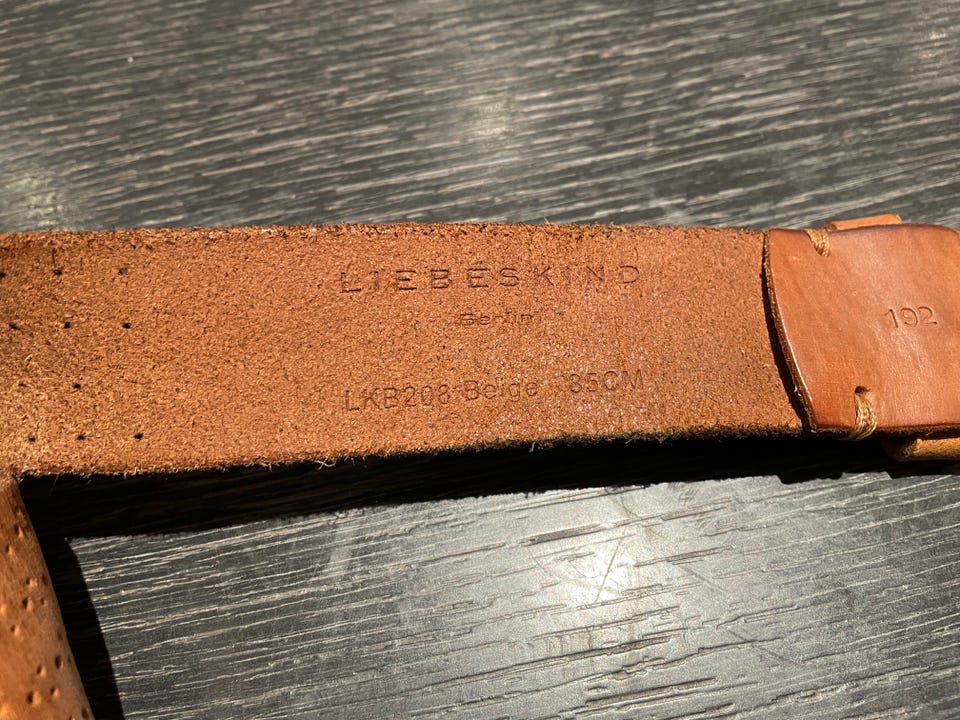 LIEBESKIND
Berlin
LKB208 Beige 85CM
192